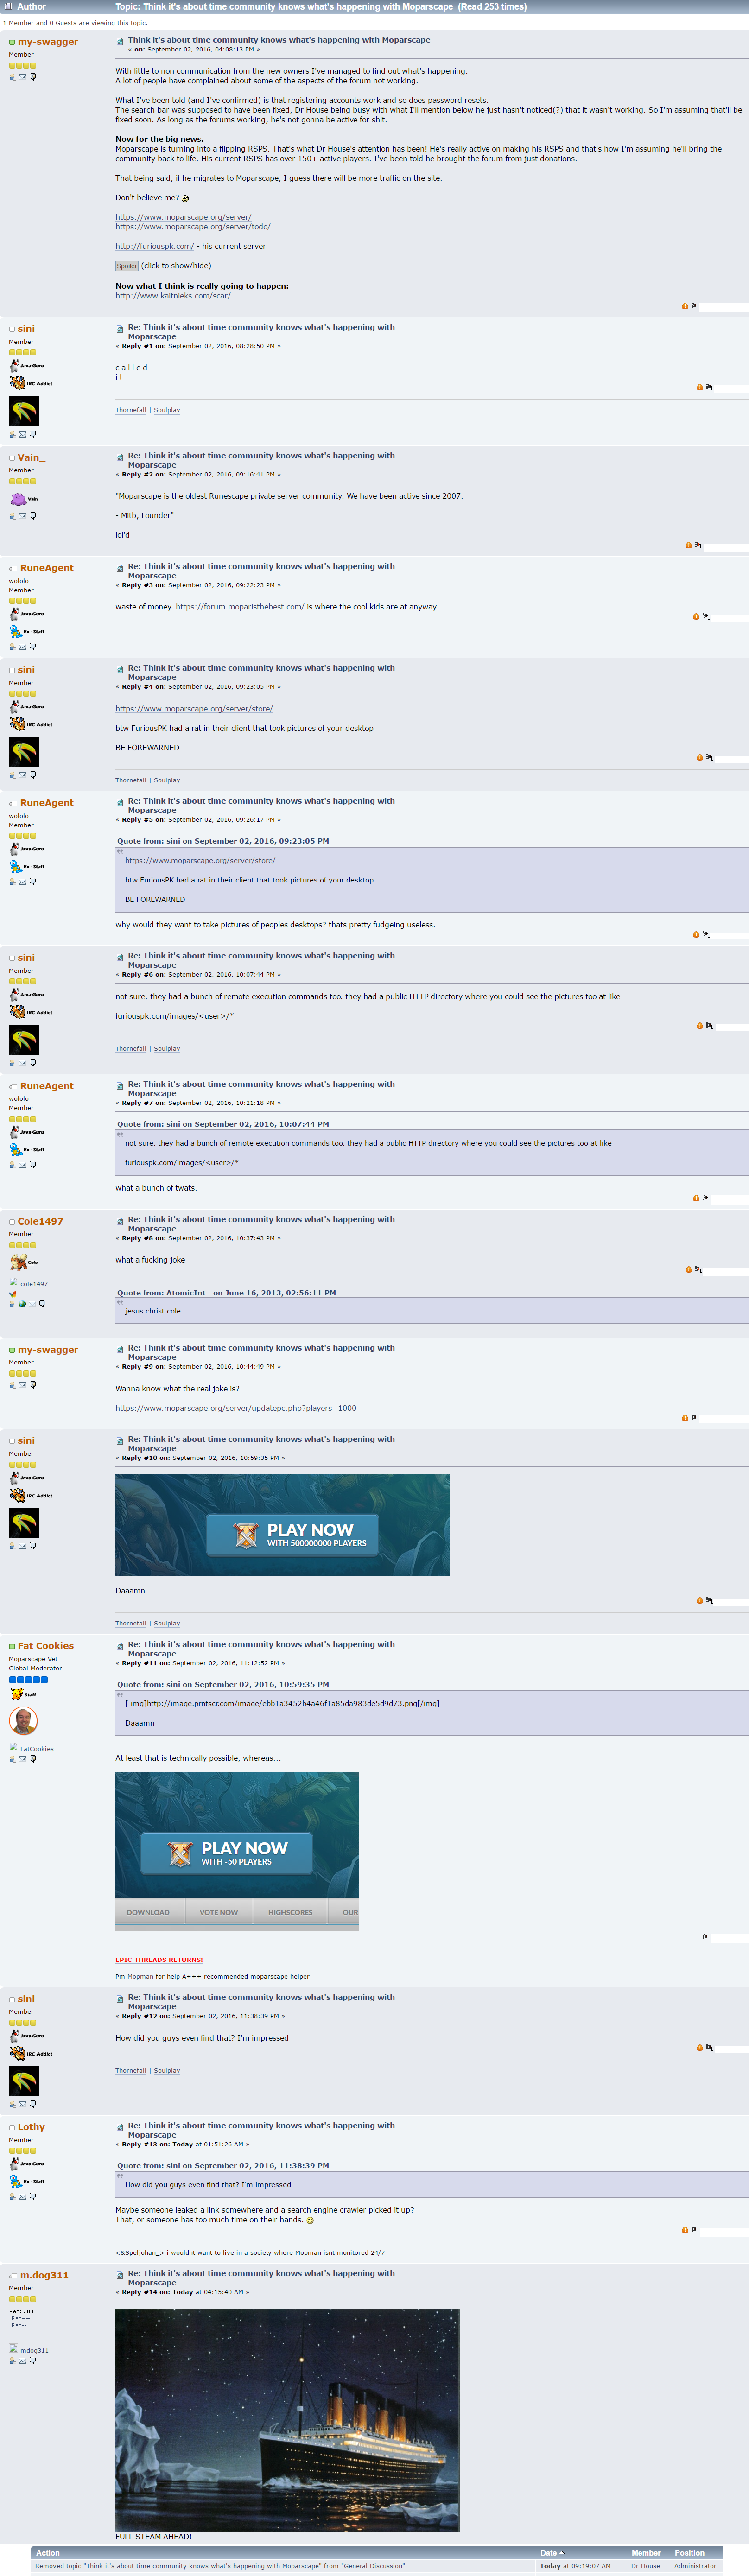 Author Topic: Think it's about time community knows what's happening with Moparscape (Read 253 times)
1 Member and 0 Guests are viewing this topic.
my-swagger
Member
Think it's about time community knows what's happening with Moparscape
« on: September 02, 2016, 04:08:13 PM »
With little to non communication from the new owners I've managed to find out what's happening.
A lot of people have complained about some of the aspects of the forum not working.
What I've been told (and I've confirmed) is that registering accounts work and so does password resets.
The search bar was supposed to have been fixed, Dr House being busy with what I'll mention below he just hasn't noticed(?) that it wasn't working. So I'm assuming that'll be
fixed soon. As long as the forums working, he's not gonna be active for shit.
Now for the big news.
Moparscape is turning into a flipping RSPS. That's what Dr House's attention has been! He's really active on making his RSPS and that's how I'm assuming he'll bring the
community back to life. His current RSPS has over 150+ active players. I've been told he brought the forum from just donations.
That being said, if he migrates to Moparscape, I guess there will be more traffic on the site.
Don't believe me?
https://www.moparscape.org/server/
https://www.moparscape.org/server/todo/
http://furiouspk.com/ - his current server
Spoiler (click to show/hide)
Now what I think is really going to happen:
http://www.kaitnieks.com/scar/
sini
Member
Java Guru
IRC Addict
Re: Think it's about time community knows what's happening with
Moparscape
« Reply #1 on: September 02, 2016, 08:28:50 PM »
c a l l e d
i t
Thornefall | Soulplay
Vain_
Member
Vain
Re: Think it's about time community knows what's happening with
Moparscape
« Reply #2 on: September 02, 2016, 09:16:41 PM »
"Moparscape is the oldest Runescape private server community. We have been active since 2007.
- Mitb, Founder"
lol'd
RuneAgent
wololo
Member
Java Guru
Ex - Staff
Re: Think it's about time community knows what's happening with
Moparscape
« Reply #3 on: September 02, 2016, 09:22:23 PM »
waste of money. https://forum.moparisthebest.com/ is where the cool kids are at anyway.
sini
Member
Java Guru
IRC Addict
Re: Think it's about time community knows what's happening with
Moparscape
« Reply #4 on: September 02, 2016, 09:23:05 PM »
https://www.moparscape.org/server/store/
btw FuriousPK had a rat in their client that took pictures of your desktop
BE FOREWARNED
Thornefall | Soulplay
RuneAgent
wololo
Member
Java Guru
Ex - Staff
Re: Think it's about time community knows what's happening with
Moparscape
« Reply #5 on: September 02, 2016, 09:26:17 PM »
Quote from: sini on September 02, 2016, 09:23:05 PM
https://www.moparscape.org/server/store/
btw FuriousPK had a rat in their client that took pictures of your desktop
BE FOREWARNED
why would they want to take pictures of peoples desktops? thats pretty fudgeing useless.
sini
Member
Java Guru
IRC Addict
Re: Think it's about time community knows what's happening with
Moparscape
« Reply #6 on: September 02, 2016, 10:07:44 PM »
not sure. they had a bunch of remote execution commands too. they had a public HTTP directory where you could see the pictures too at like
furiouspk.com/images/<user>/*
Thornefall | Soulplay
RuneAgent
wololo
Member
Java Guru
Ex - Staff
Re: Think it's about time community knows what's happening with
Moparscape
« Reply #7 on: September 02, 2016, 10:21:18 PM »
Quote from: sini on September 02, 2016, 10:07:44 PM
not sure. they had a bunch of remote execution commands too. they had a public HTTP directory where you could see the pictures too at like
furiouspk.com/images/<user>/*
what a bunch of twats.
Cole1497
Member
Cole
cole1497
Re: Think it's about time community knows what's happening with
Moparscape
« Reply #8 on: September 02, 2016, 10:37:43 PM »
what a fucking joke
Quote from: AtomicInt_ on June 16, 2013, 02:56:11 PM
jesus christ cole
my-swagger
Member
Re: Think it's about time community knows what's happening with
Moparscape
« Reply #9 on: September 02, 2016, 10:44:49 PM »
Wanna know what the real joke is?
https://www.moparscape.org/server/updatepc.php?players=1000
sini
Member
Java Guru
IRC Addict
Re: Think it's about time community knows what's happening with
Moparscape
« Reply #10 on: September 02, 2016, 10:59:35 PM »
PLAY NOW
WITH 500000000 PLAYERS
Daaamn
Thornefall | Soulplay
Fat Cookies
Moparscape Vet
Global Moderator
Staff
FatCookies
Re: Think it's about time community knows what's happening with
Moparscape
« Reply #11 on: September 02, 2016, 11:12:52 PM »
Quote from: sini on September 02, 2016, 10:59:35 PM
[ img]http://image.prntscr.com/image/ebb1a3452b4a46f1a85da983de5d9d73.png[/img]
Daaamn
At least that is technically possible, whereas...
PLAY NOW
WITH -50 PLAYERS
DOWNLOAD VOTE NOW HIGHSCORES OUR
EPIC THREADS RETURNS!
Pm Mopman for help A+++ recommended moparscape helper
sini
Member
Java Guru
IRC Addict
Re: Think it's about time community knows what's happening with
Moparscape
« Reply #12 on: September 02, 2016, 11:38:39 PM »
How did you guys even find that? I'm impressed
Thornefall | Soulplay
Lothy
Member
Java Guru
Ex - Staff
Re: Think it's about time community knows what's happening with
Moparscape
« Reply #13 on: Today at 01:51:26 AM »
Quote from: sini on September 02, 2016, 11:38:39 PM
How did you guys even find that? I'm impressed
Maybe someone leaked a link somewhere and a search engine crawler picked it up?
That, or someone has too much time on their hands.
<&Speljohan_> i wouldnt want to live in a society where Mopman isnt monitored 24/7
m.dog311
Member
Rep: 200
[Rep++]
[Rep--]
mdog311
Re: Think it's about time community knows what's happening with
Moparscape
« Reply #14 on: Today at 04:15:40 AM »
FULL STEAM AHEAD!
Action Date Member Position
Removed topic "Think it's about time community knows what's happening with Moparscape" from "General Discussion" Today at 09:19:07 AM Dr House Administrator